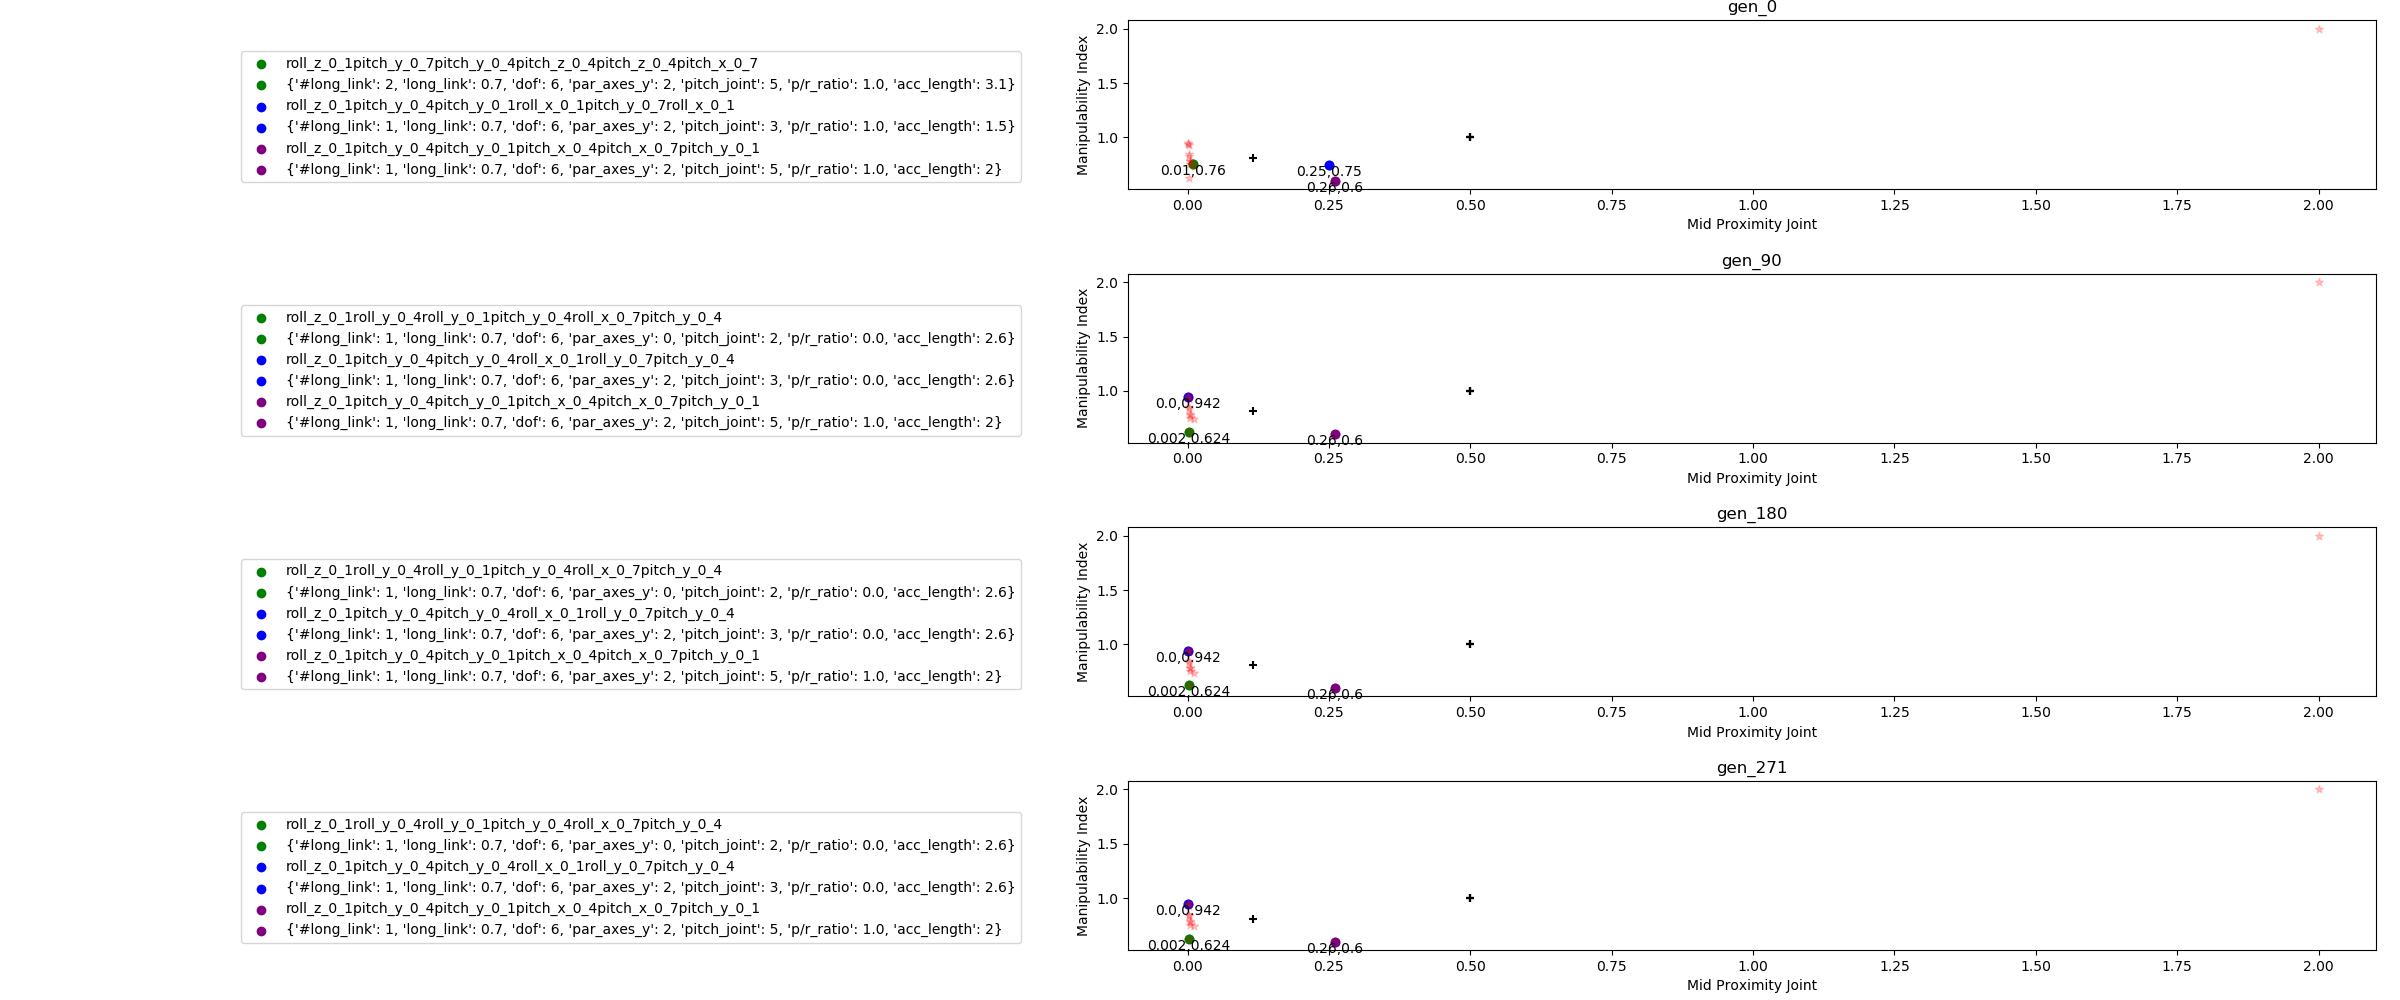 gen_0
roll_z_0_1pitch_y_0_7pitch_y_0_4pitch_z_0_4pitch_z_0_4pitch_x_0_7
{'#long_link': 2, 'long_link': 0.7, 'dof': 6, 'par_axes_y': 2, 'pitch_joint': 5, 'p/r_ratio': 1.0, 'acc_length': 3.1}
roll_z_0_1pitch_y_0_4pitch_y_0_1roll_x_0_1pitch_y_0_7roll_x_0_1
{'#long_link': 1, 'long_link': 0.7, 'dof': 6, 'par_axes_y': 2, 'pitch_joint': 3, 'p/r_ratio': 1.0, 'acc_length': 1.5}
roll_z_0_1pitch_y_0_4pitch_y_0_1pitch_x_0_4pitch_x_0_7pitch_y_0_1
{'#long_link': 1, 'long_link': 0.7, 'dof': 6, 'par_axes_y': 2, 'pitch_joint': 5, 'p/r_ratio': 1.0, 'acc_length': 2}
Manipulability Index
2.0
1.5
1.0
0.01,0.76
0.25,0.75
0.26,0.6
0.00 0.25 0.50 0.75 1.00 1.25 1.50 1.75 2.00
Mid Proximity Joint
gen_90
roll_z_0_1roll_y_0_4roll_y_0_1pitch_y_0_4roll_x_0_7pitch_y_0_4
{'#long_link': 1, 'long_link': 0.7, 'dof': 6, 'par_axes_y': 0, 'pitch_joint': 2, 'p/r_ratio': 0.0, 'acc_length': 2.6}
roll_z_0_1pitch_y_0_4pitch_y_0_4roll_x_0_1roll_y_0_7pitch_y_0_4
{'#long_link': 1, 'long_link': 0.7, 'dof': 6, 'par_axes_y': 2, 'pitch_joint': 3, 'p/r_ratio': 0.0, 'acc_length': 2.6}
roll_z_0_1pitch_y_0_4pitch_y_0_1pitch_x_0_4pitch_x_0_7pitch_y_0_1
{'#long_link': 1, 'long_link': 0.7, 'dof': 6, 'par_axes_y': 2, 'pitch_joint': 5, 'p/r_ratio': 1.0, 'acc_length': 2}
Manipulability Index
2.0
1.5
1.0
0.0,0.942
0.002,0.624
0.26,0.6
0.00 0.25 0.50 0.75 1.00 1.25 1.50 1.75 2.00
Mid Proximity Joint
gen_180
roll_z_0_1roll_y_0_4roll_y_0_1pitch_y_0_4roll_x_0_7pitch_y_0_4
{'#long_link': 1, 'long_link': 0.7, 'dof': 6, 'par_axes_y': 0, 'pitch_joint': 2, 'p/r_ratio': 0.0, 'acc_length': 2.6}
roll_z_0_1pitch_y_0_4pitch_y_0_4roll_x_0_1roll_y_0_7pitch_y_0_4
{'#long_link': 1, 'long_link': 0.7, 'dof': 6, 'par_axes_y': 2, 'pitch_joint': 3, 'p/r_ratio': 0.0, 'acc_length': 2.6}
roll_z_0_1pitch_y_0_4pitch_y_0_1pitch_x_0_4pitch_x_0_7pitch_y_0_1
{'#long_link': 1, 'long_link': 0.7, 'dof': 6, 'par_axes_y': 2, 'pitch_joint': 5, 'p/r_ratio': 1.0, 'acc_length': 2}
Manipulability Index
2.0
1.5
1.0
0.0,0.942
0.002,0.624
0.26,0.6
0.00 0.25 0.50 0.75 1.00 1.25 1.50 1.75 2.00
Mid Proximity Joint
gen_271
roll_z_0_1roll_y_0_4roll_y_0_1pitch_y_0_4roll_x_0_7pitch_y_0_4
{'#long_link': 1, 'long_link': 0.7, 'dof': 6, 'par_axes_y': 0, 'pitch_joint': 2, 'p/r_ratio': 0.0, 'acc_length': 2.6}
roll_z_0_1pitch_y_0_4pitch_y_0_4roll_x_0_1roll_y_0_7pitch_y_0_4
{'#long_link': 1, 'long_link': 0.7, 'dof': 6, 'par_axes_y': 2, 'pitch_joint': 3, 'p/r_ratio': 0.0, 'acc_length': 2.6}
roll_z_0_1pitch_y_0_4pitch_y_0_1pitch_x_0_4pitch_x_0_7pitch_y_0_1
{'#long_link': 1, 'long_link': 0.7, 'dof': 6, 'par_axes_y': 2, 'pitch_joint': 5, 'p/r_ratio': 1.0, 'acc_length': 2}
Manipulability Index
2.0
1.5
1.0
0.0,0.942
0.002,0.624
0.26,0.6
0.00 0.25 0.50 0.75 1.00 1.25 1.50 1.75 2.00
Mid Proximity Joint